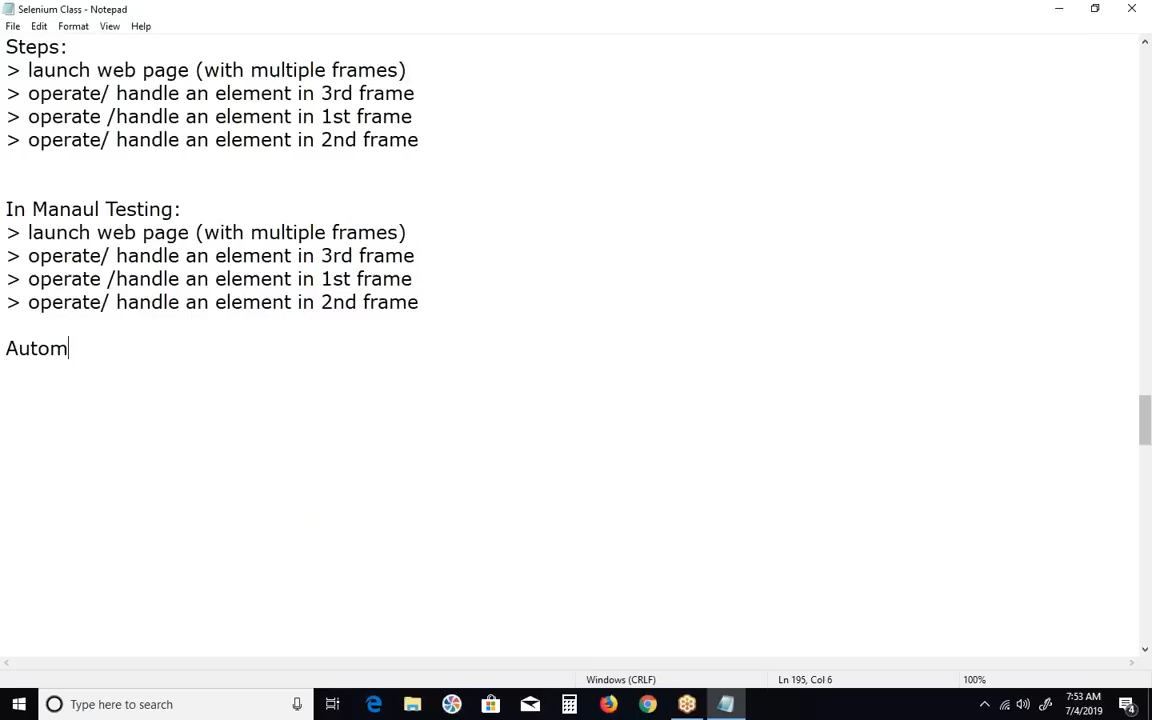 Selenium Class - Notepad
File Edit Format View Help
Steps:
> launch web page (with multiple frames)
> operate/ handle an element in 3rd frame
> operate /handle an element in 1st frame
> operate/ handle an element in 2nd frame
In Manaul Testing:
> launch web page (with multiple frames)
> operate/ handle an element in 3rd frame
> operate /handle an element in 1st frame
> operate/ handle an element in 2nd frame
Autom
Windows (CRLF) Ln 195, Col 6 100%
Type here to search
7:53 AM
7/4/2019
4